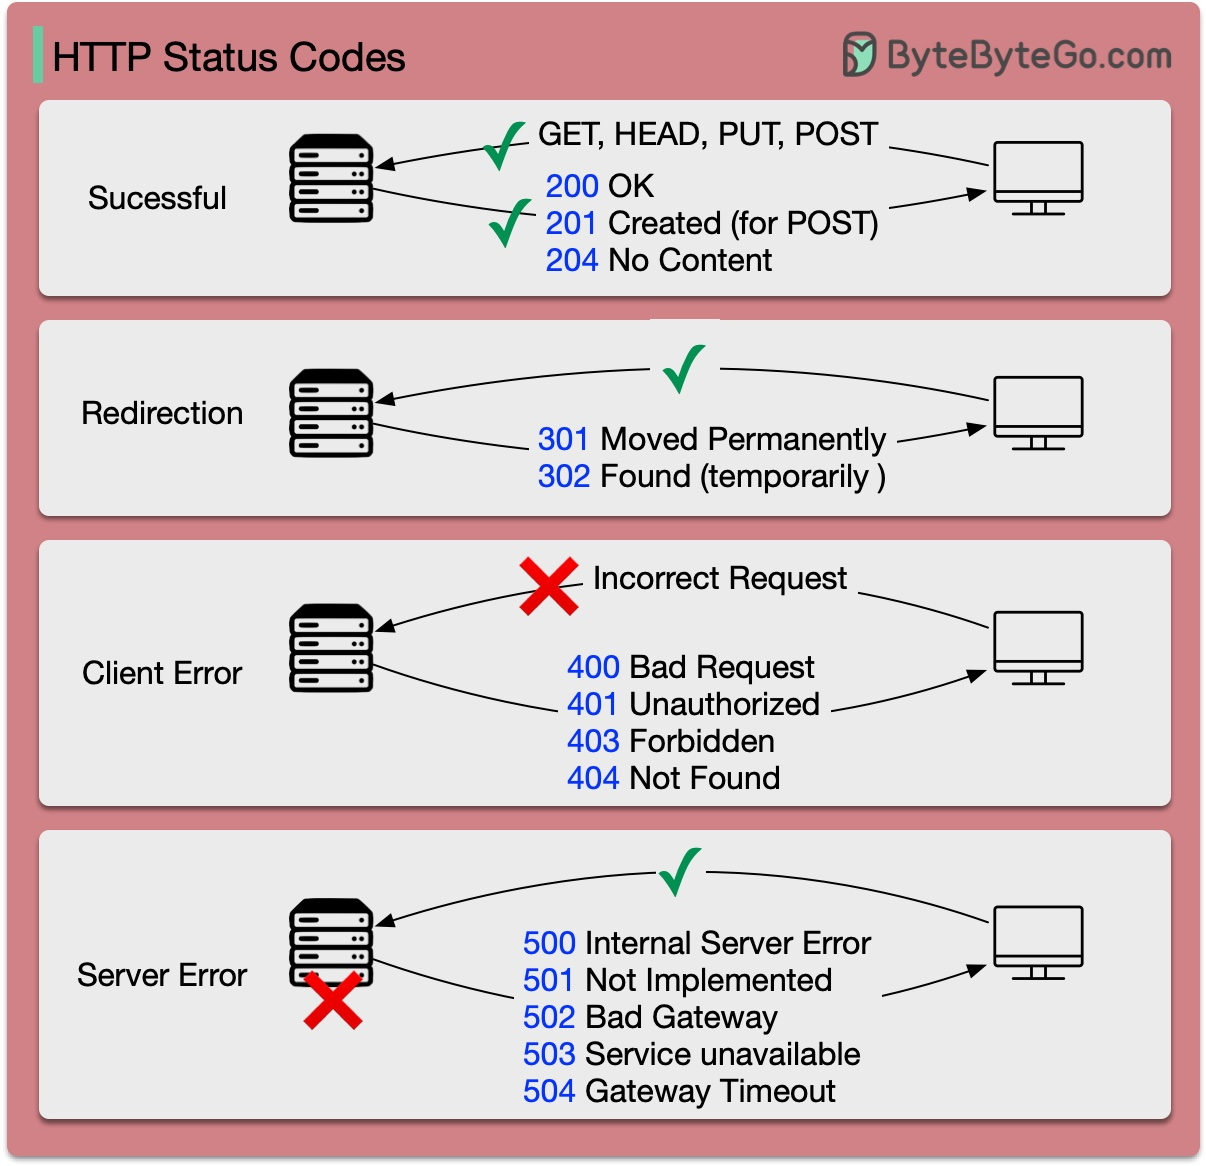 HTTP Status Codes
ByteByteGo.com
Sucessful
GET, HEAD, PUT, POST
200 OK
201 Created (for POST)
204 No Content
Redirection
301 Moved Permanently
302 Found (temporarily )
Client Error
Incorrect Request
400 Bad Request
401 Unauthorized
403 Forbidden
404 Not Found
Server Error
500 Internal Server Error
501 Not Implemented
502 Bad Gateway
503 Service unavailable
504 Gateway Timeout